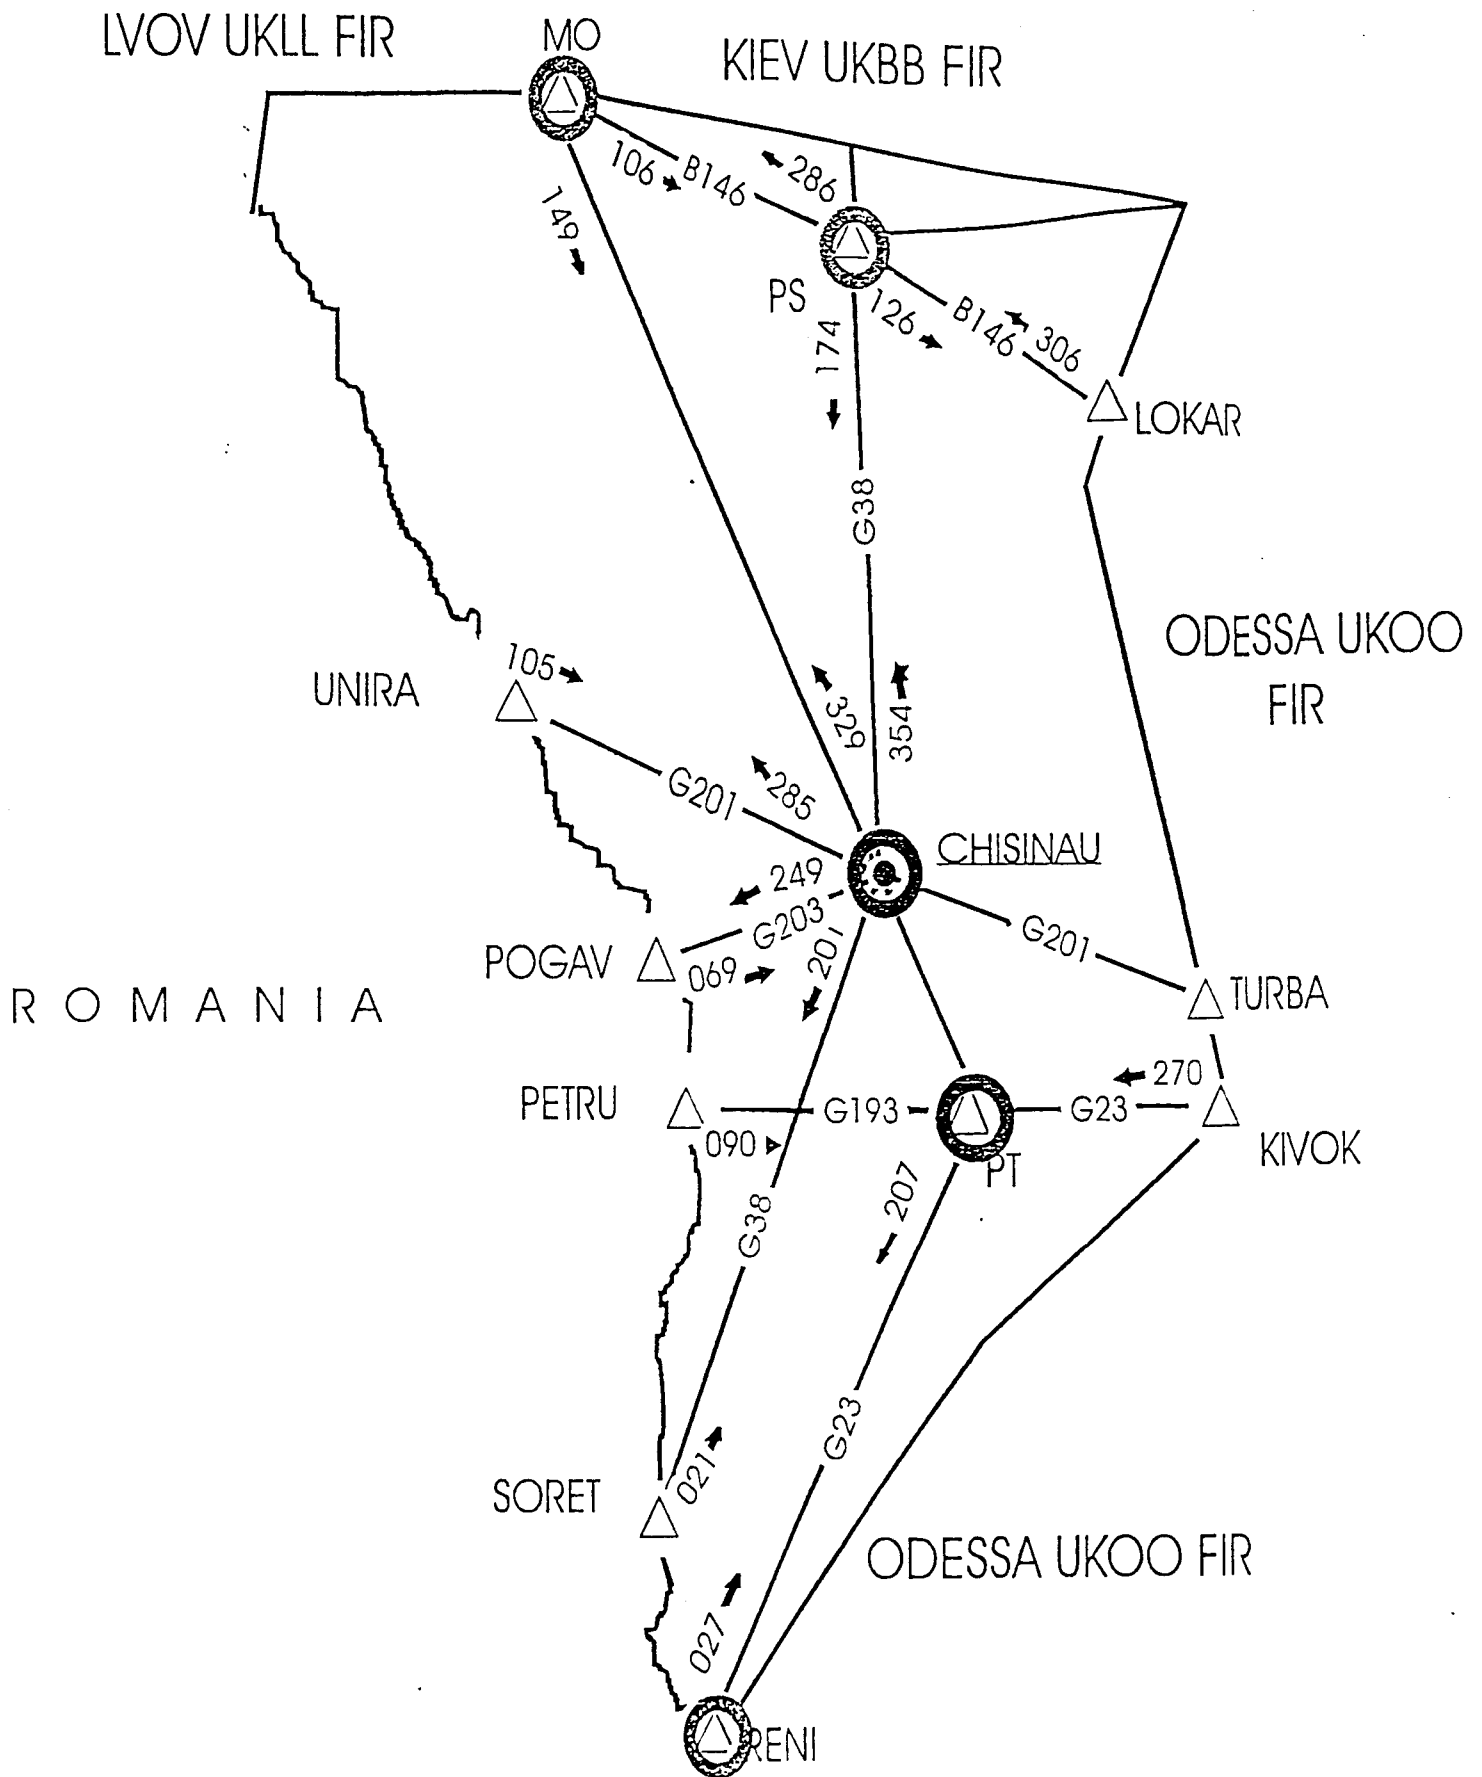 LVOV UKLL FIR
MO
KIEV UKBB FIR
106
B146
286
149
PS
126
B146
306
174
LOKAR
G38
ODESSA UKOO
FIR
105
UNIRA
329
354
G201
285
CHISINAU
249
G203
201
G201
POGAV
069
TURBA
ROMANIA
270
PETRU
G193
G23
090
KIVOK
PT
207
G38
G23
021
SORET
ODESSA UKOO FIR
027
RENI